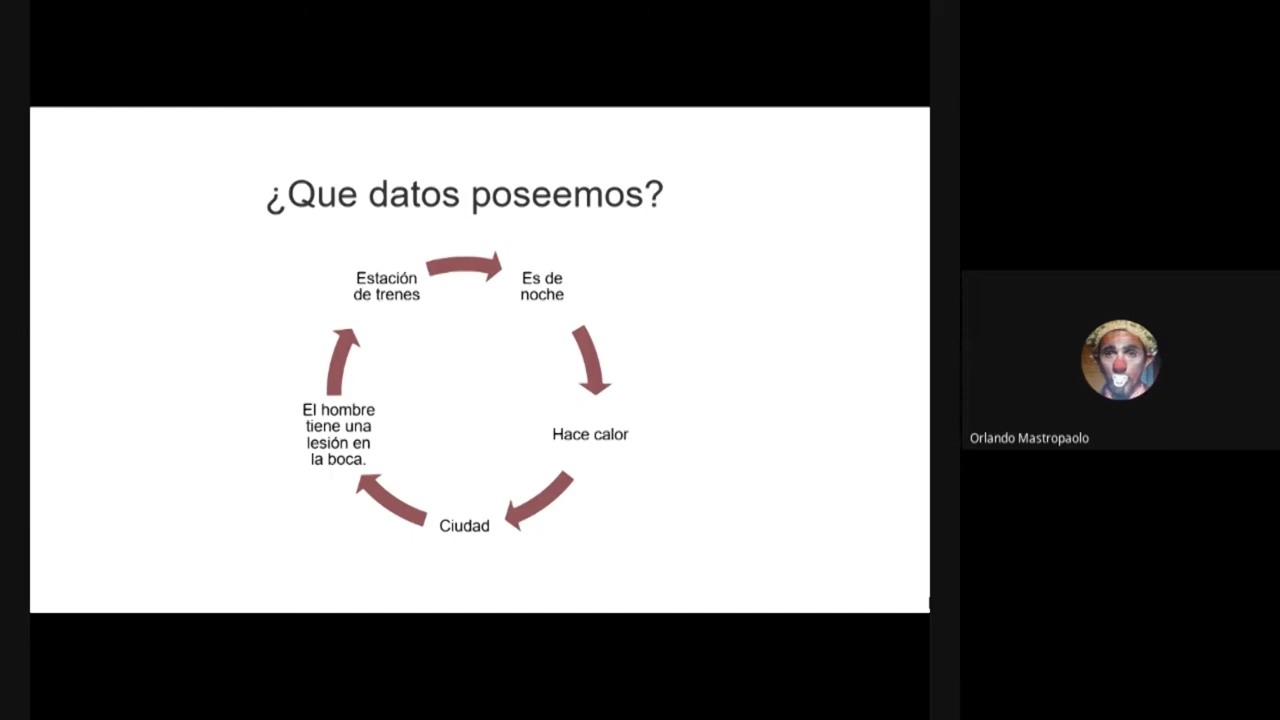 ¿Que datos poseemos?
Estación
de trenes
Es de
noche
Hace calor
Ciudad
El hombre
tiene una
lesión en
la boca.
Orlando Mastropaolo